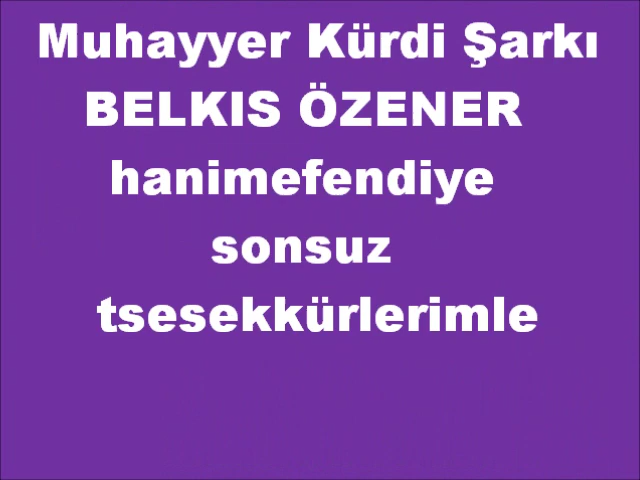 Muhayyer Kürdi Şarkı
BELKIS ÖZENER
hanimefendiye
sonsuz
tsesekkürlerimle